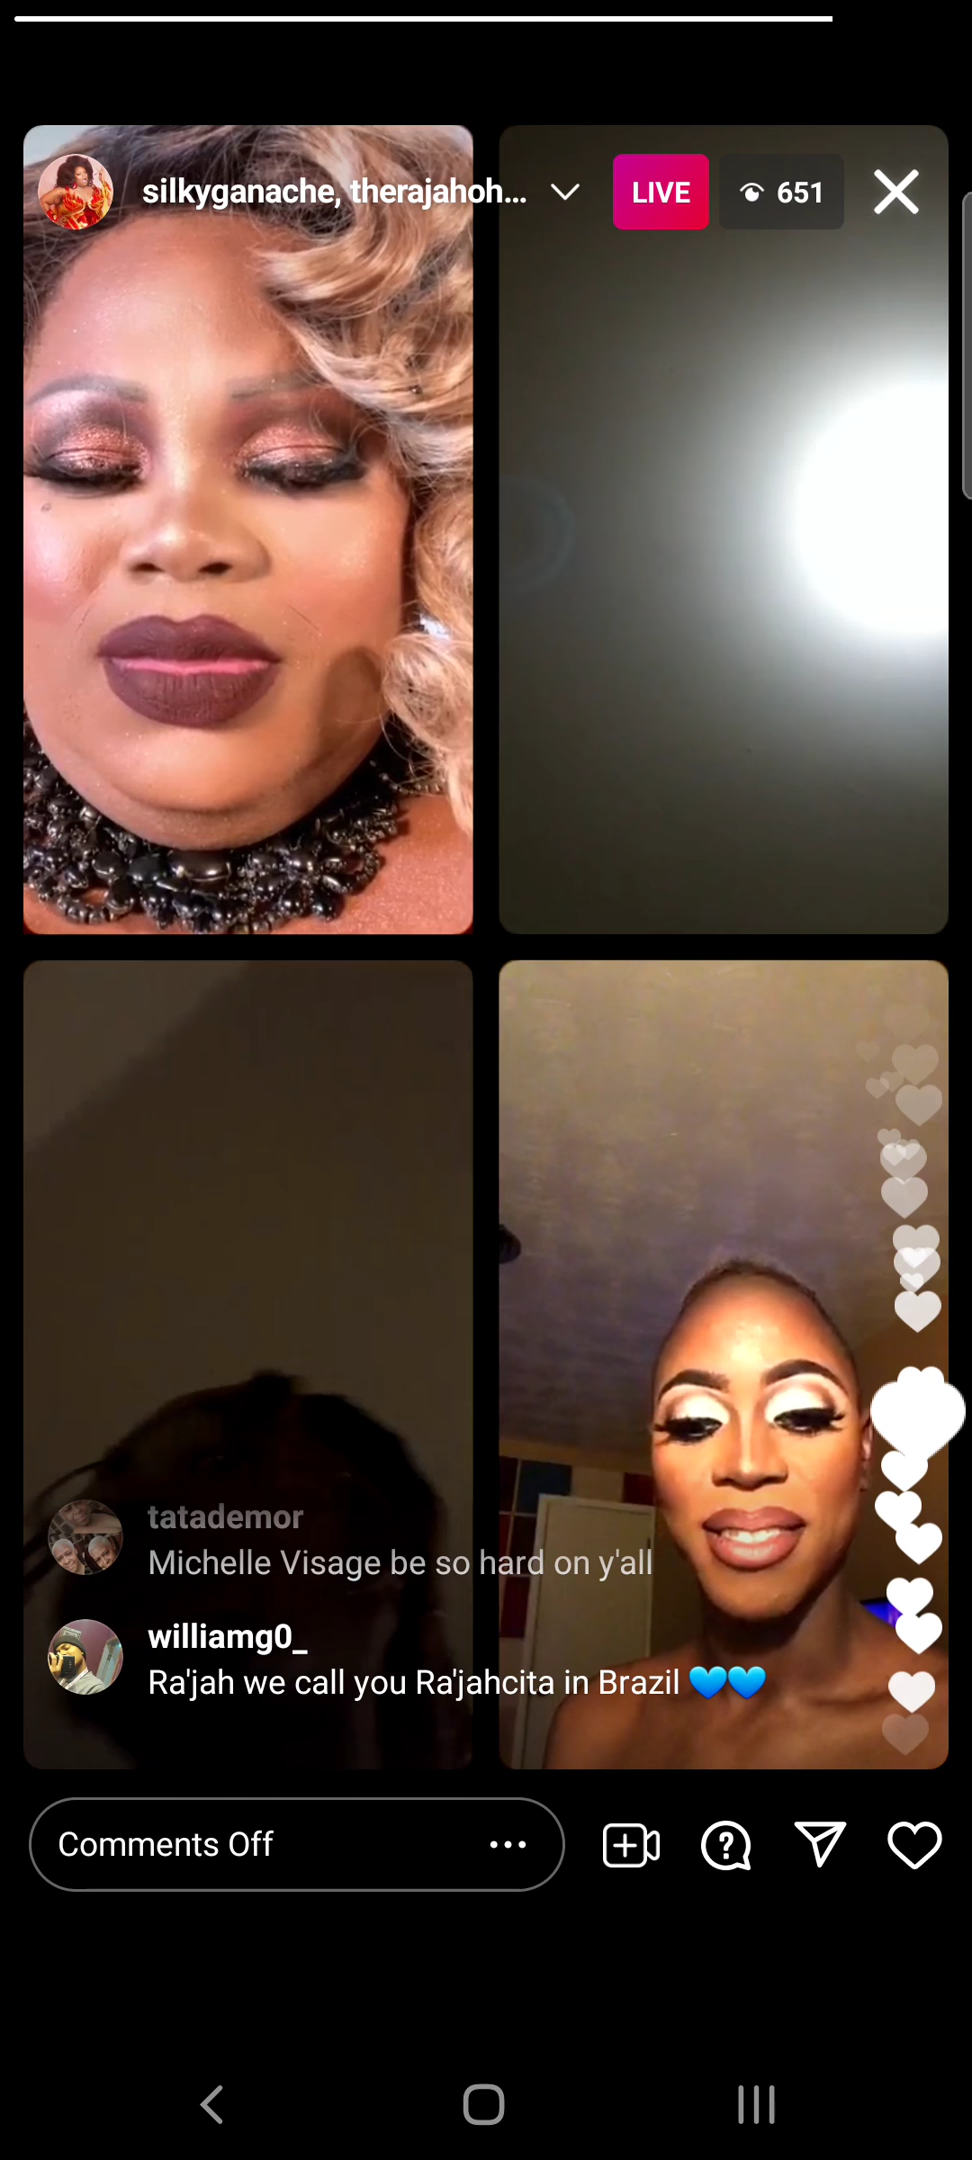 silkyganache, therajahoh...
LIVE
651
tatademor
Michelle Visage be so hard on y'all
williamg0_
Ra'jah we call you Ra'jahcita in Brazil 💙💙
Comments Off